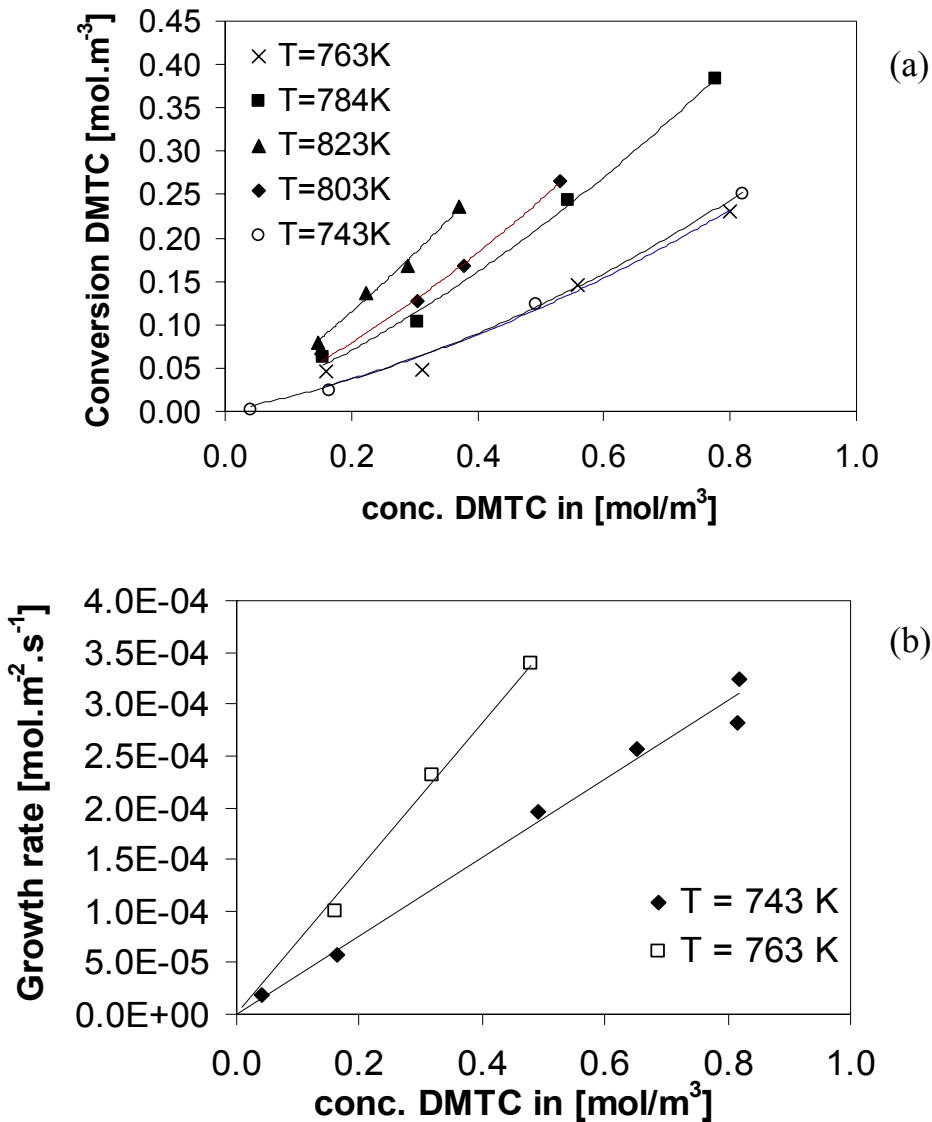 (a)
Conversion DMTC [mol.m⁻³]
0.45
0.40
0.35
0.30
0.25
0.20
0.15
0.10
0.05
0.00
T=763K
T=784K
T=823K
T=803K
T=743K
0.0 0.2 0.4 0.6 0.8 1.0
conc. DMTC in [mol/m³]
(b)
Growth rate [mol.m⁻².s⁻¹]
4.0E-04
3.5E-04
3.0E-04
2.5E-04
2.0E-04
1.5E-04
1.0E-04
5.0E-05
0.0E+00
T = 743 K
T = 763 K
0.0 0.2 0.4 0.6 0.8 1.0
conc. DMTC in [mol/m³]